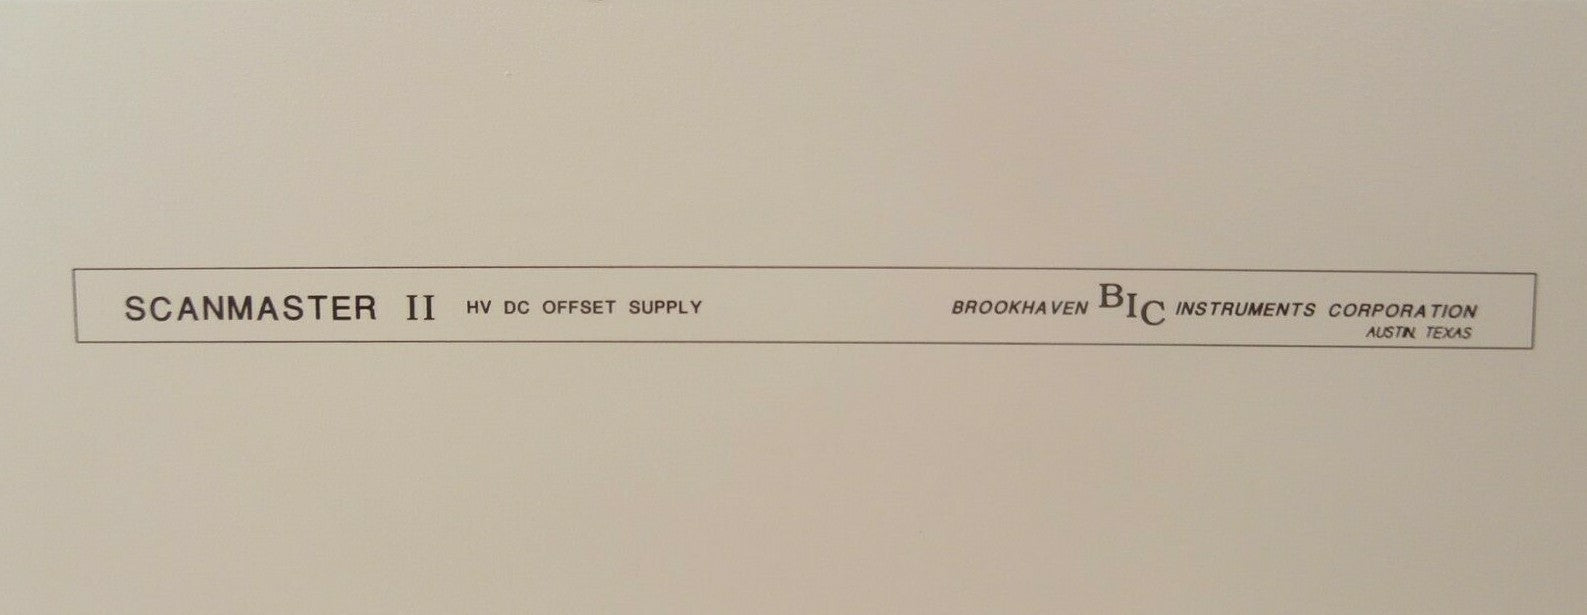 SCANMASTER II HV DC OFFSET SUPPLY BROOKHAVEN BIC INSTRUMENTS CORPORATION
AUSTIN, TEXAS